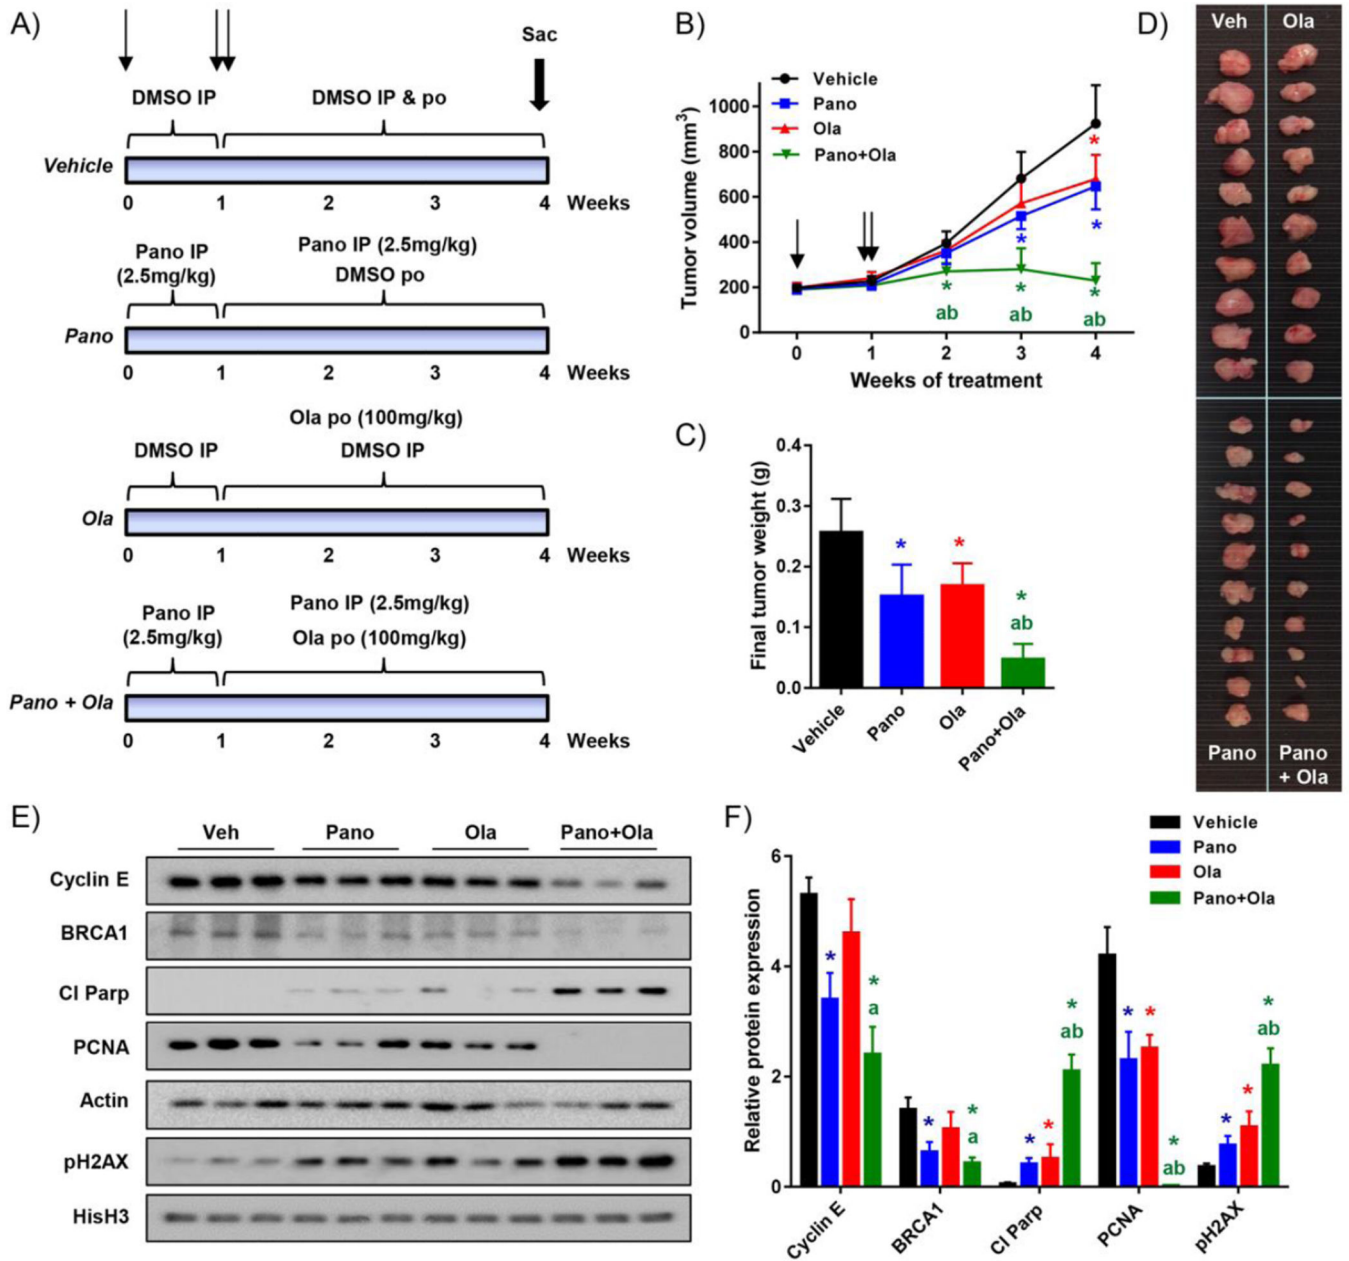 A)
Sac
DMSO IP
DMSO IP & po
Vehicle
0 1 2 3 4 Weeks
Pano IP
(2.5mg/kg)
Pano IP (2.5mg/kg)
DMSO po
Pano
0 1 2 3 4 Weeks
Ola po (100mg/kg)
DMSO IP
DMSO IP
Ola
0 1 2 3 4 Weeks
Pano IP
(2.5mg/kg)
Pano IP (2.5mg/kg)
Ola po (100mg/kg)
Pano + Ola
0 1 2 3 4 Weeks
B)
Vehicle
Pano
Ola
Pano+Ola
Tumor volume (mm³)
1000
800
600
400
200
0
*
*
*
* * *
ab ab ab
0 1 2 3 4
Weeks of treatment
C)
Final tumor weight (g)
0.4
0.3
0.2
0.1
0.0
* *
*
ab
Vehicle
Pano
Ola
Pano+Ola
D)
Veh Ola
Pano Pano
+ Ola
E)
Veh Pano Ola Pano+Ola
Cyclin E
BRCA1
Cl Parp
PCNA
Actin
pH2AX
HisH3
F)
Vehicle
Pano
Ola
Pano+Ola
Relative protein expression
6
4
2
0
*
*
a
*
*
a
* *
*
ab
* *
*
ab
* *
*
ab
Cyclin E
BRCA1
Cl Parp
PCNA
pH2AX